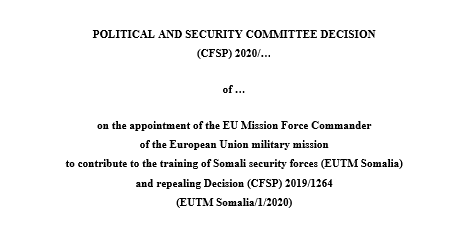 POLITICAL AND SECURITY COMMITTEE DECISION
(CFSP) 2020/…
of …
on the appointment of the EU Mission Force Commander
of the European Union military mission
to contribute to the training of Somali security forces (EUTM Somalia)
and repealing Decision (CFSP) 2019/1264
(EUTM Somalia/1/2020)